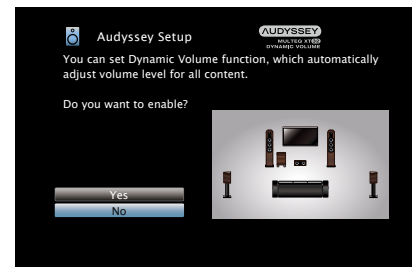 Audyssey Setup
AUDYSSEY
MULTEQ XT32
DYNAMIC VOLUME
You can set Dynamic Volume function, which automatically
adjust volume level for all content.
Do you want to enable?
Yes
No